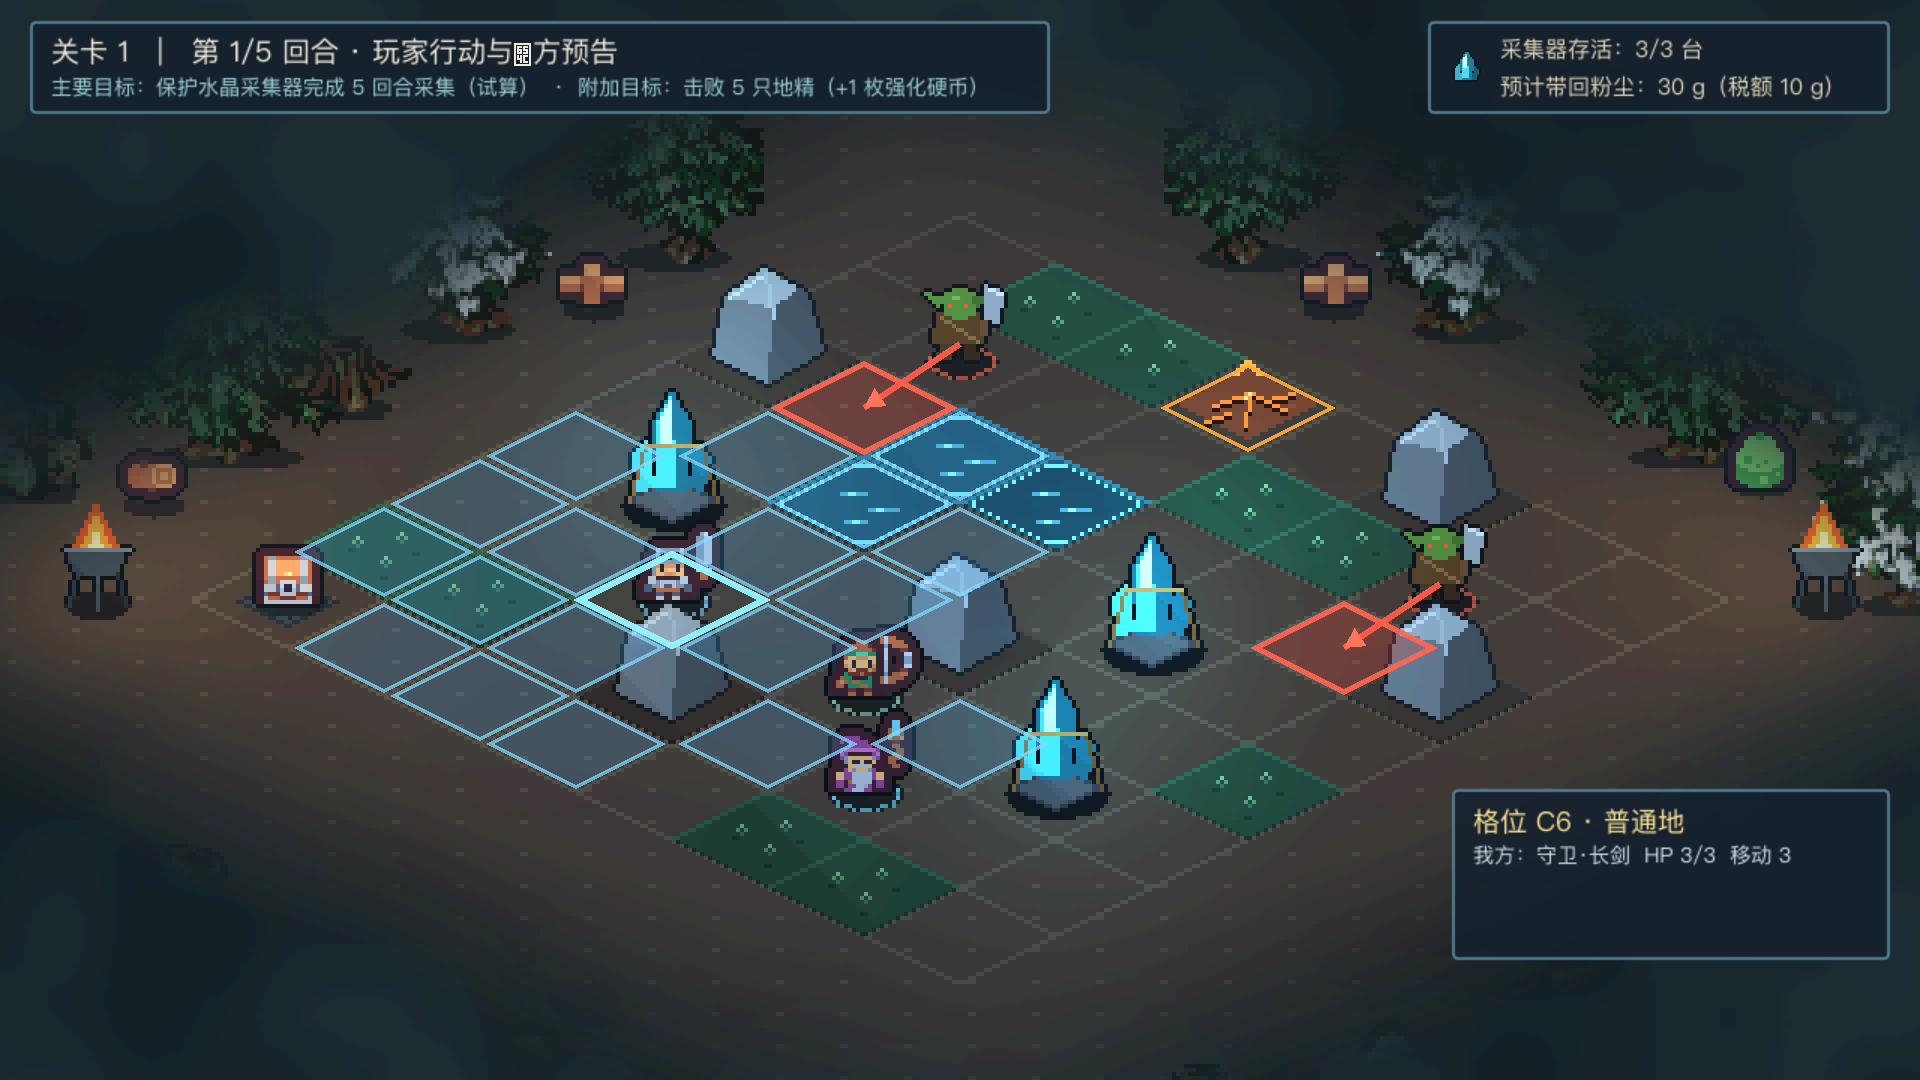 关卡 1 | 第 1/5 回合 · 玩家行动与方预告
主要目标：保护水晶采集器完成 5 回合采集（试算） · 附加目标：击败 5 只地精（+1 枚强化硬币）
采集器存活：3/3 台
预计带回粉尘：30 g（税额 10 g）
格位 C6 · 普通地
我方：守卫·长剑 HP 3/3 移动 3